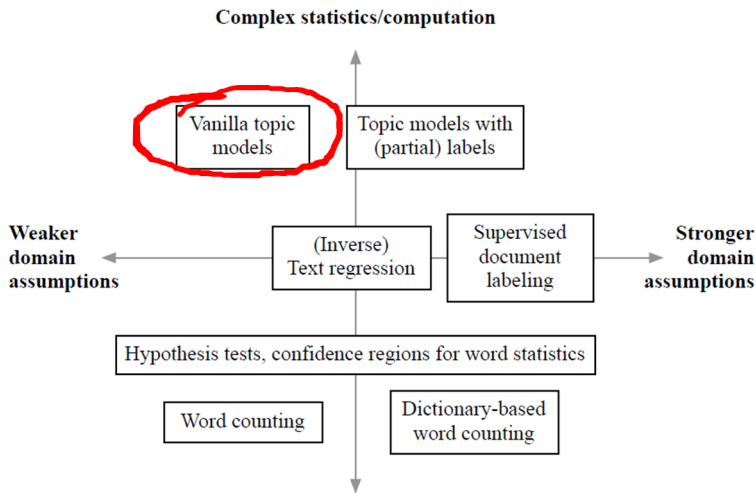 Complex statistics/computation
Vanilla topic
models
Topic models with
(partial) labels
Weaker
domain
assumptions
(Inverse)
Text regression
Supervised
document
labeling
Stronger
domain
assumptions
Hypothesis tests, confidence regions for word statistics
Word counting
Dictionary-based
word counting